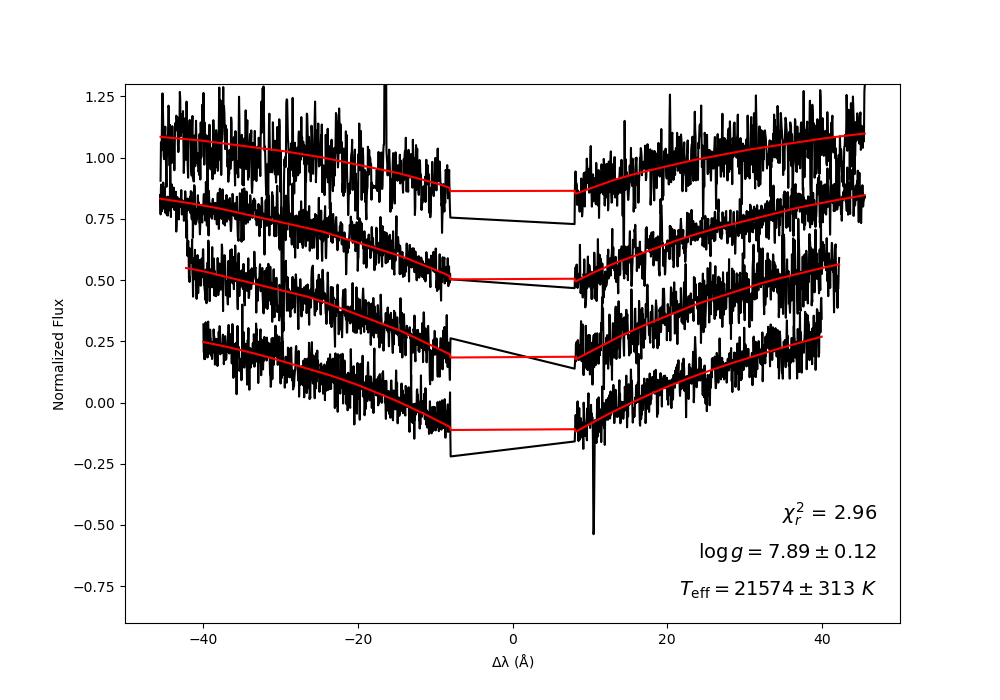 Normalized Flux
1.25
1.00
0.75
0.50
0.25
0.00
−0.25
−0.50
−0.75
χ²ᵣ = 2.96
log g = 7.89 ± 0.12
T_eff = 21574 ± 313 K
−40
−20
0
20
40
Δλ (Å)